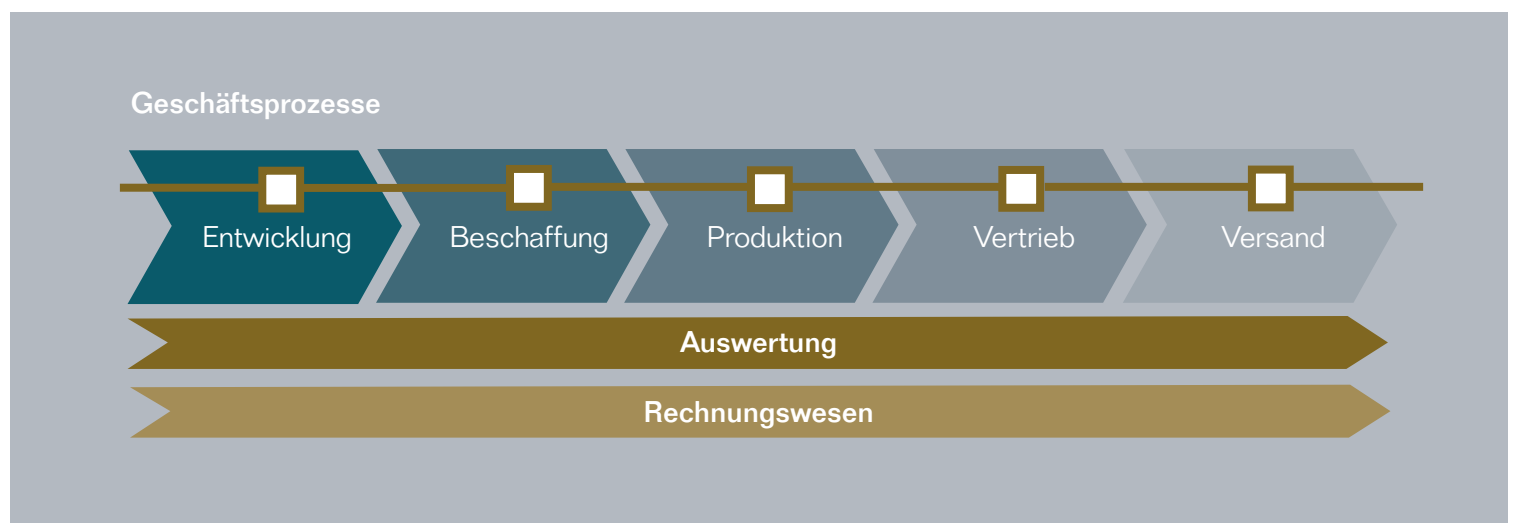 Geschäftsprozesse
Entwicklung
Beschaffung
Produktion
Vertrieb
Versand
Auswertung
Rechnungswesen